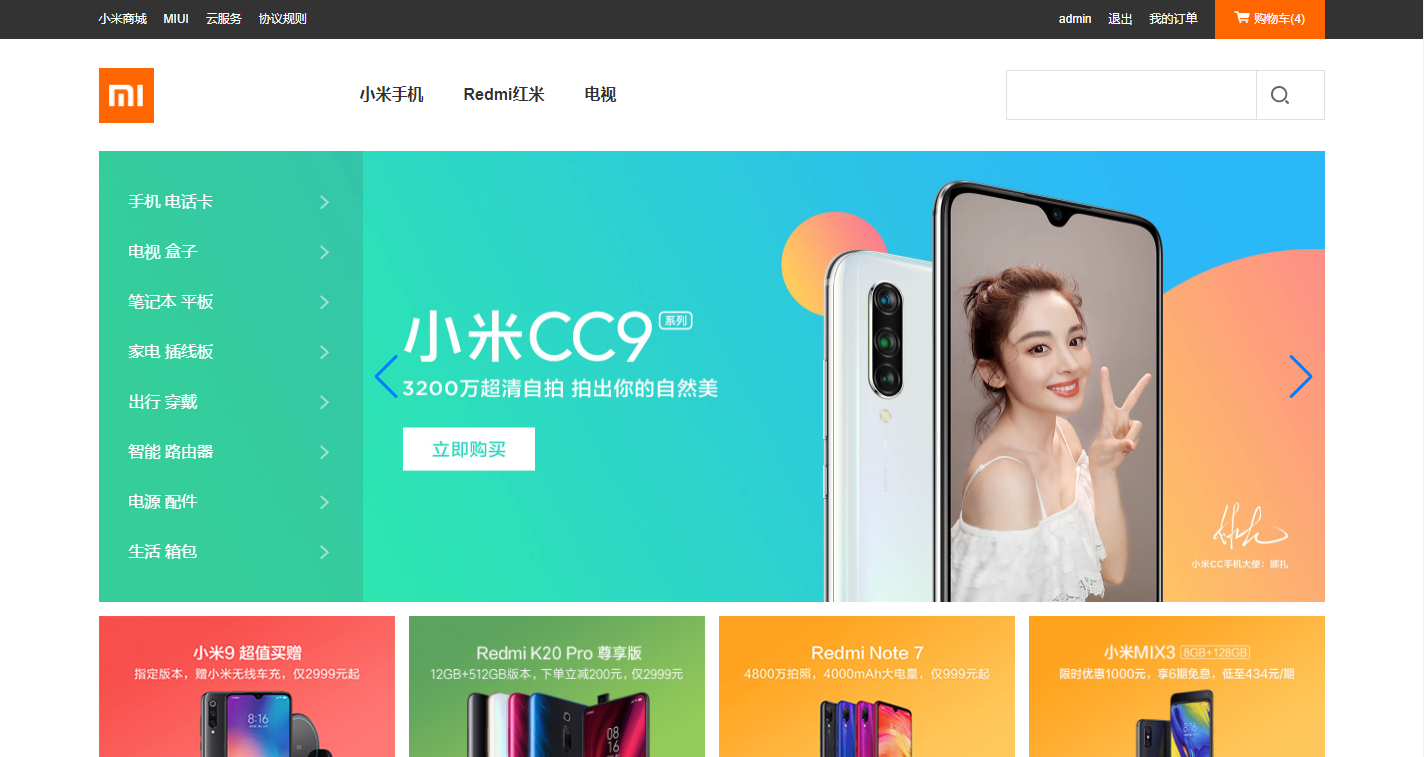 小米商城 MIUI 云服务 协议规则 admin 退出 我的订单 购物车(4)
mi 小米手机 Redmi红米 电视
手机 电话卡
电视 盒子
笔记本 平板
家电 插线板
出行 穿戴
智能 路由器
电源 配件
生活 箱包
小米CC9 系列
3200万超清自拍 拍出你的自然美
立即购买
小米CC手机大使：娜扎
小米9 超值买赠
指定版本，赠小米无线车充，仅2999元起
8:16
Redmi K20 Pro 尊享版
12GB+512GB版本，下单立减200元，仅2999元
08
16
Redmi Note 7
4800万拍照，4000mAh大电量，仅999元起
8:16
小米MIX3 8GB+128GB
限时优惠1000元，享6期免息，低至434元/期
8:16